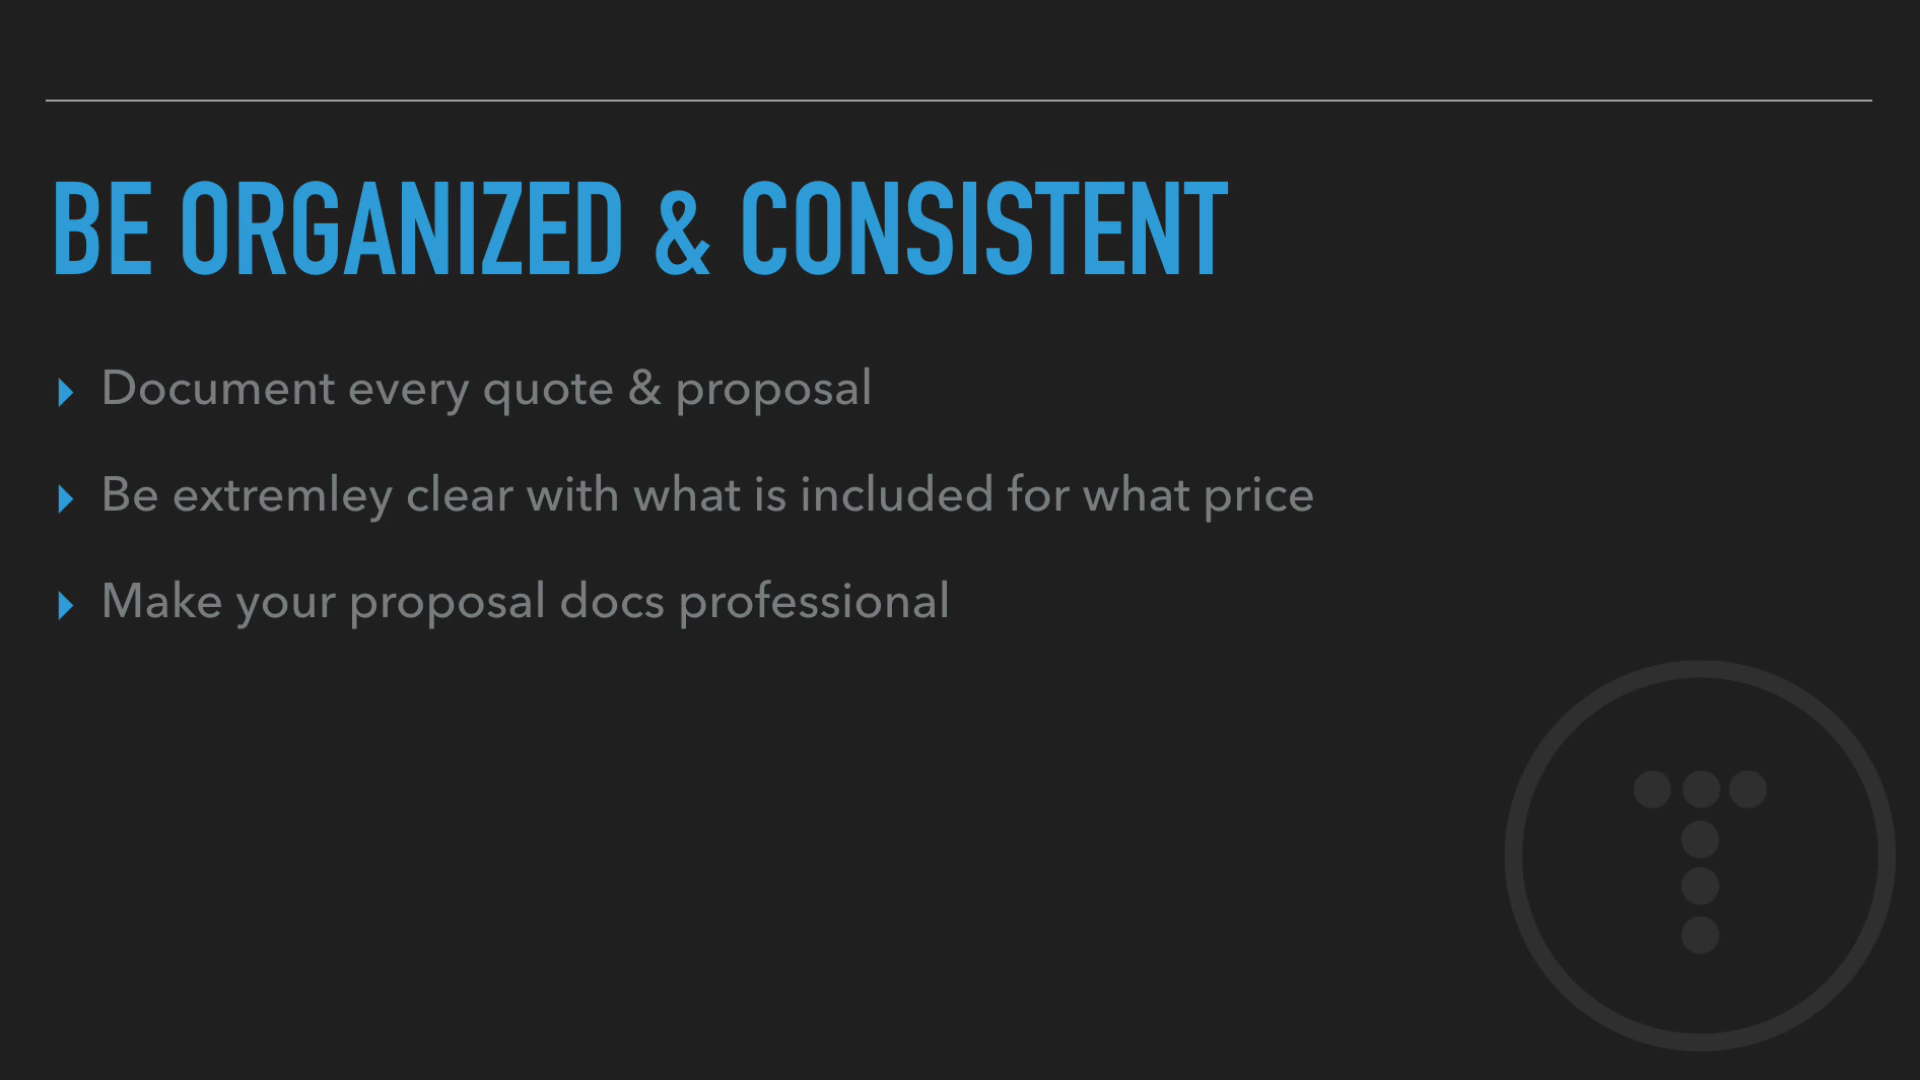 BE ORGANIZED & CONSISTENT
Document every quote & proposal
Be extremley clear with what is included for what price
Make your proposal docs professional
T